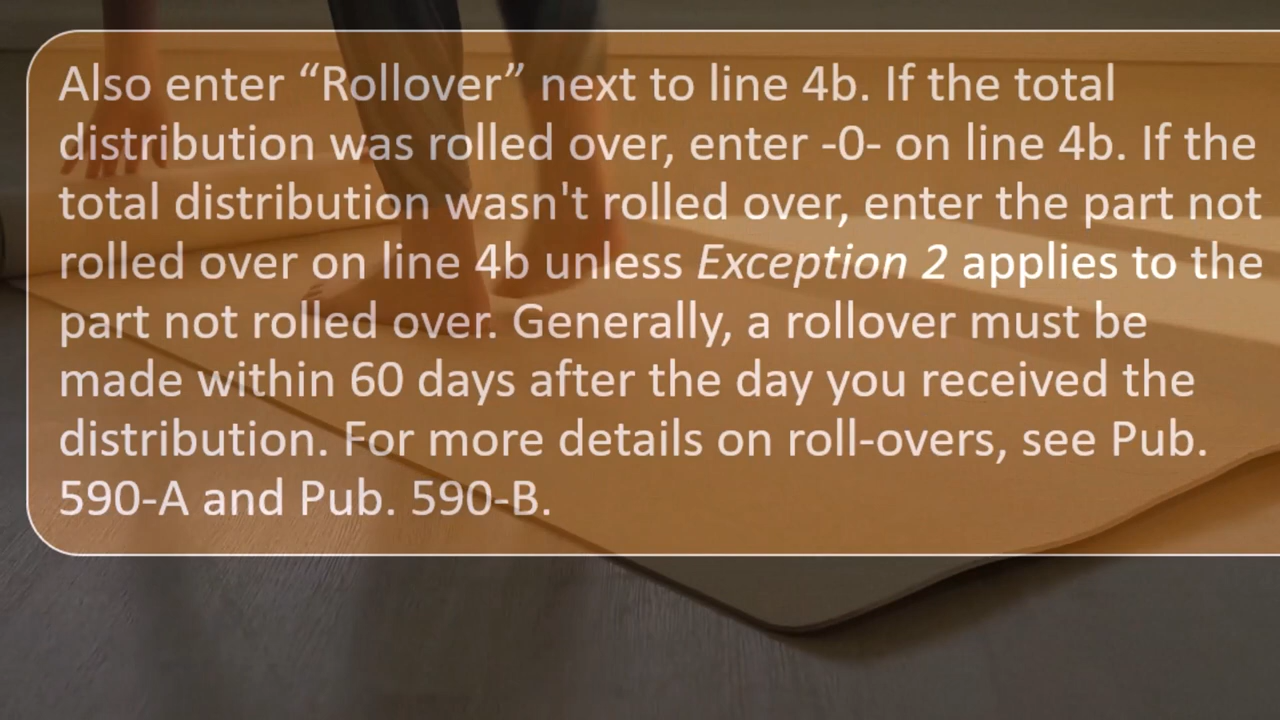 Also enter “Rollover” next to line 4b. If the total
distribution was rolled over, enter -0- on line 4b. If the
total distribution wasn't rolled over, enter the part not
rolled over on line 4b unless Exception 2 applies to the
part not rolled over. Generally, a rollover must be
made within 60 days after the day you received the
distribution. For more details on roll-overs, see Pub.
590-A and Pub. 590-B.